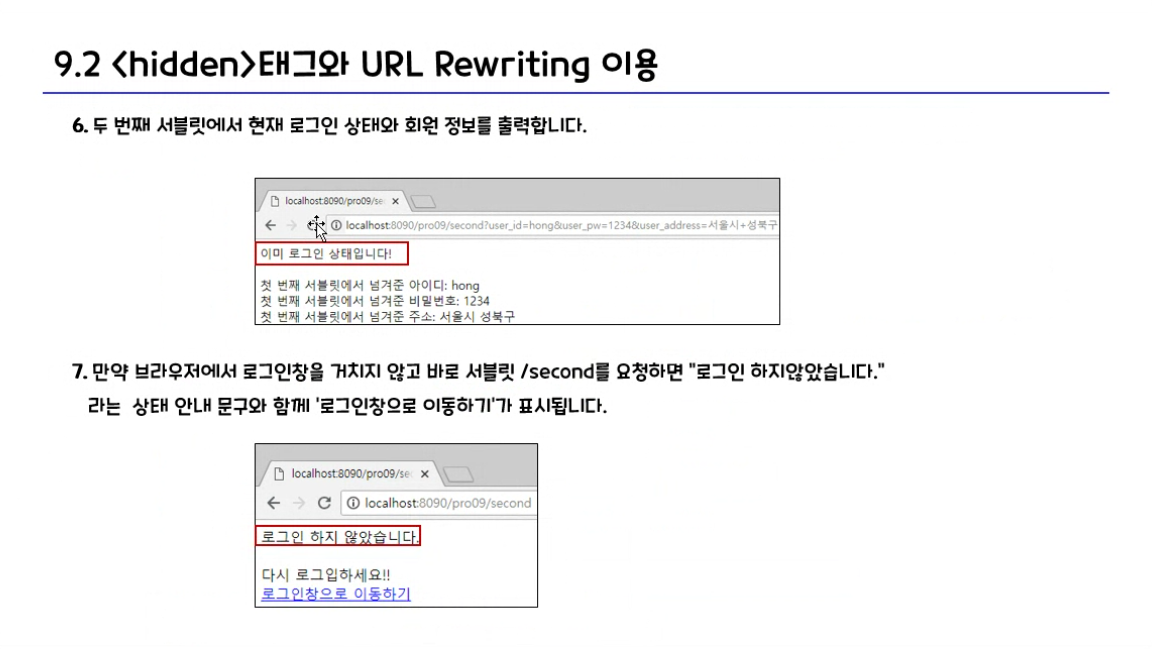 9.2 <hidden>태그와 URL Rewriting 이용
6. 두 번째 서블릿에서 현재 로그인 상태와 회원 정보를 출력합니다.
localhost:8090/pro09/se
localhost:8090/pro09/second?user_id=hong&user_pw=1234&user_address=서울시+성북구
이미 로그인 상태입니다!
첫 번째 서블릿에서 넘겨준 아이디: hong
첫 번째 서블릿에서 넘겨준 비밀번호: 1234
첫 번째 서블릿에서 넘겨준 주소: 서울시 성북구
7. 만약 브라우저에서 로그인창을 거치지 않고 바로 서블릿 /second를 요청하면 "로그인 하지않았습니다."
라는 상태 안내 문구와 함께 '로그인창으로 이동하기'가 표시됩니다.
localhost:8090/pro09/sec
localhost:8090/pro09/second
로그인 하지 않았습니다.
다시 로그입하세요!!
로그인창으로 이동하기